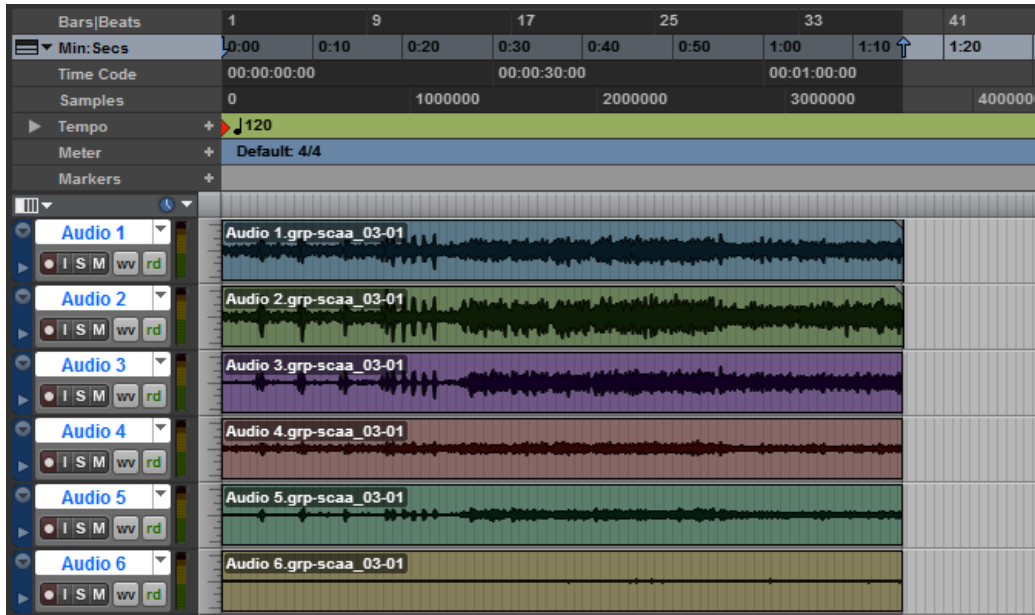 Bars|Beats 1 9 17 25 33 41
Min:Secs 0:00 0:10 0:20 0:30 0:40 0:50 1:00 1:10 1:20
Time Code 00:00:00:00 00:00:30:00 00:01:00:00
Samples 0 1000000 2000000 3000000 400000
Tempo + 120
Meter + Default: 4/4
Markers +
Audio 1 Audio 1.grp-scaa_03-01
I S M wv rd
Audio 2 Audio 2.grp-scaa_03-01
I S M wv rd
Audio 3 Audio 3.grp-scaa_03-01
I S M wv rd
Audio 4 Audio 4.grp-scaa_03-01
I S M wv rd
Audio 5 Audio 5.grp-scaa_03-01
I S M wv rd
Audio 6 Audio 6.grp-scaa_03-01
I S M wv rd